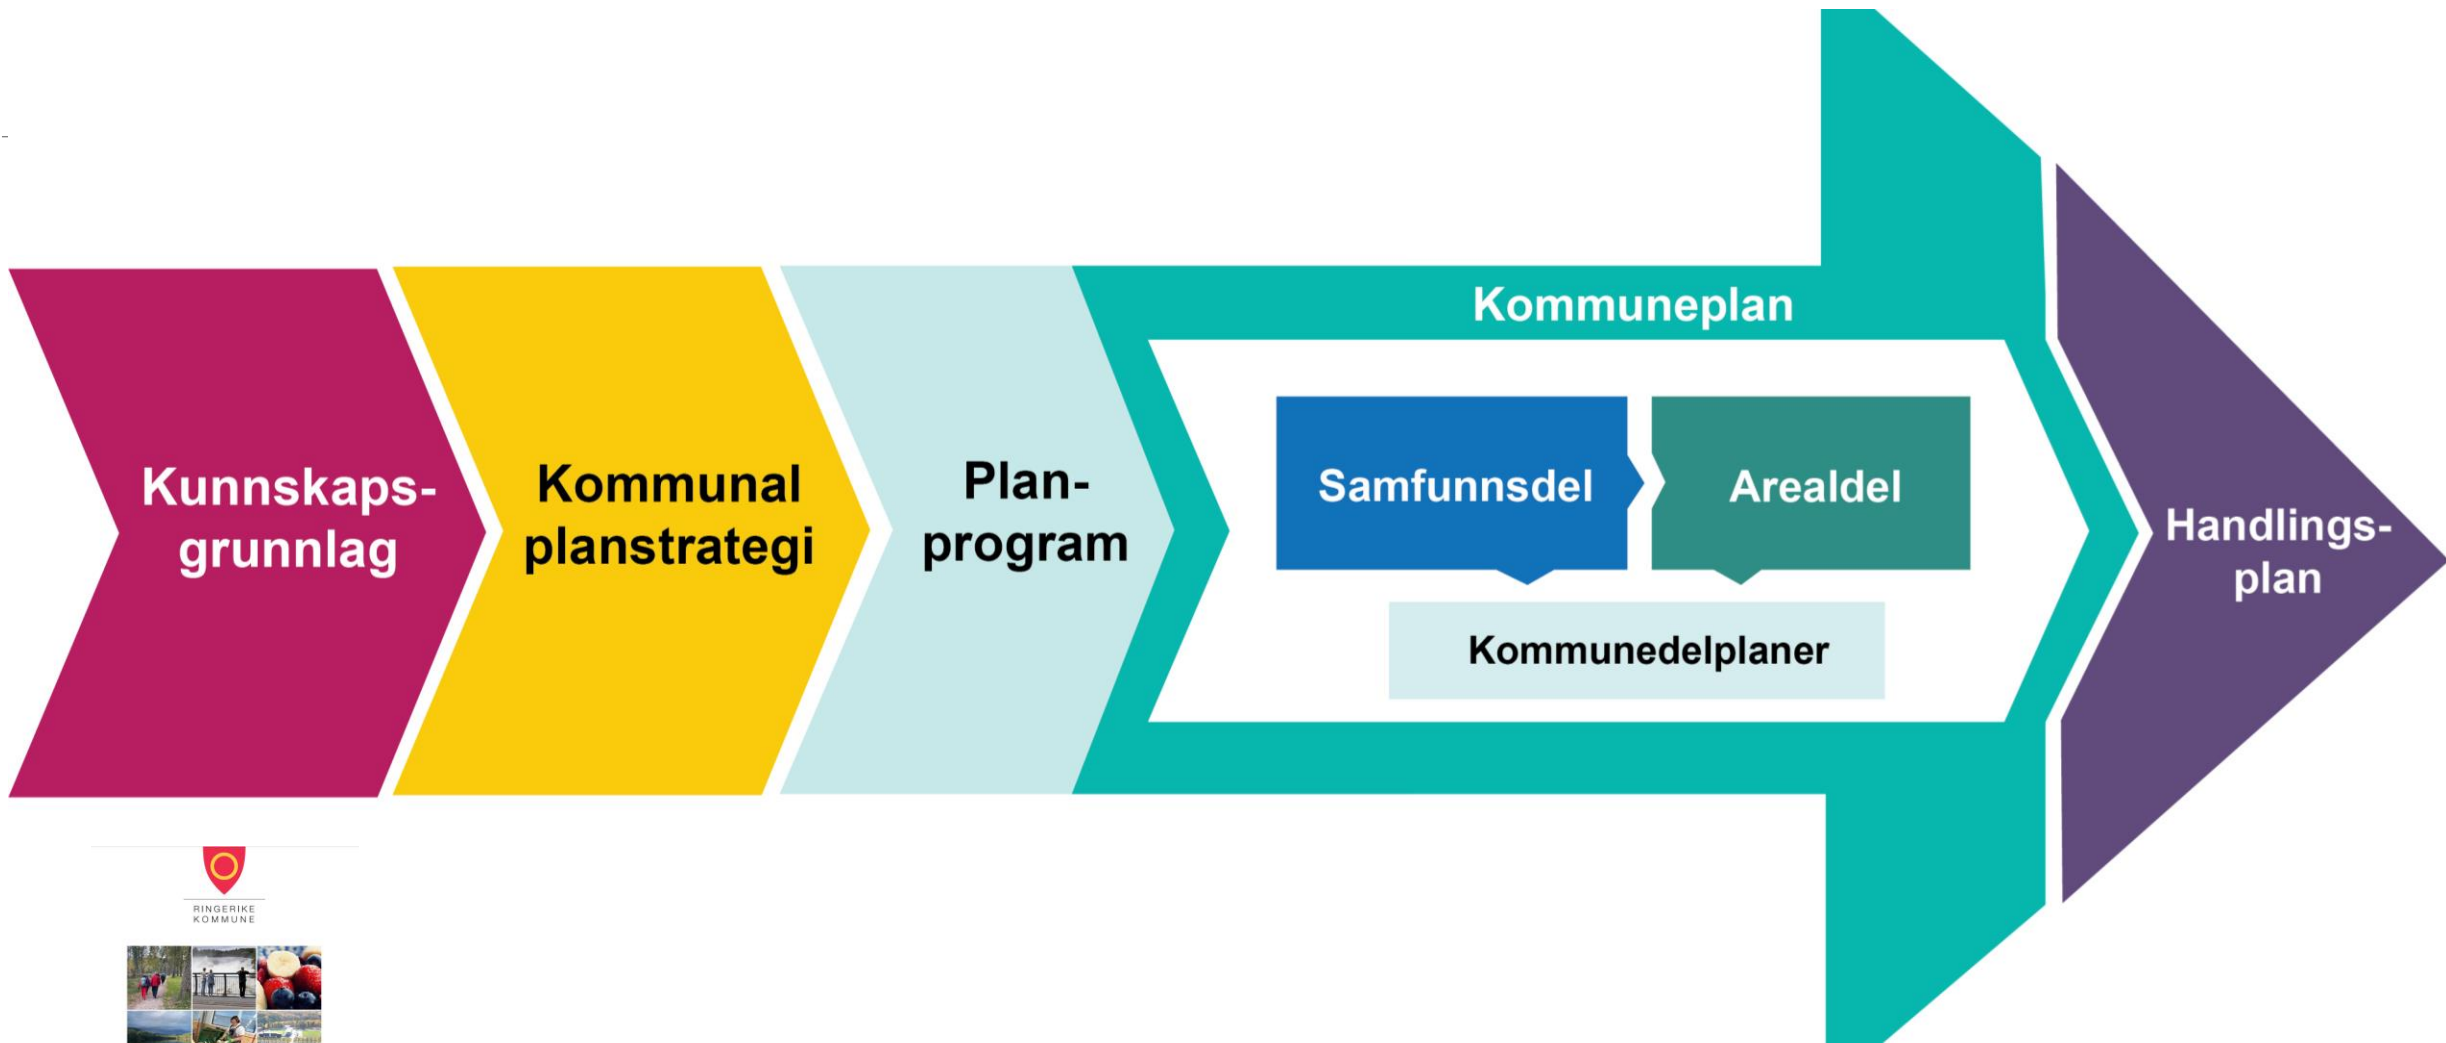 Kunnskaps-
grunnlag
Kommunal
planstrategi
Plan-
program
Kommuneplan
Samfunnsdel
Arealdel
Kommunedelplaner
Handlings-
plan
RINGERIKE
KOMMUNE